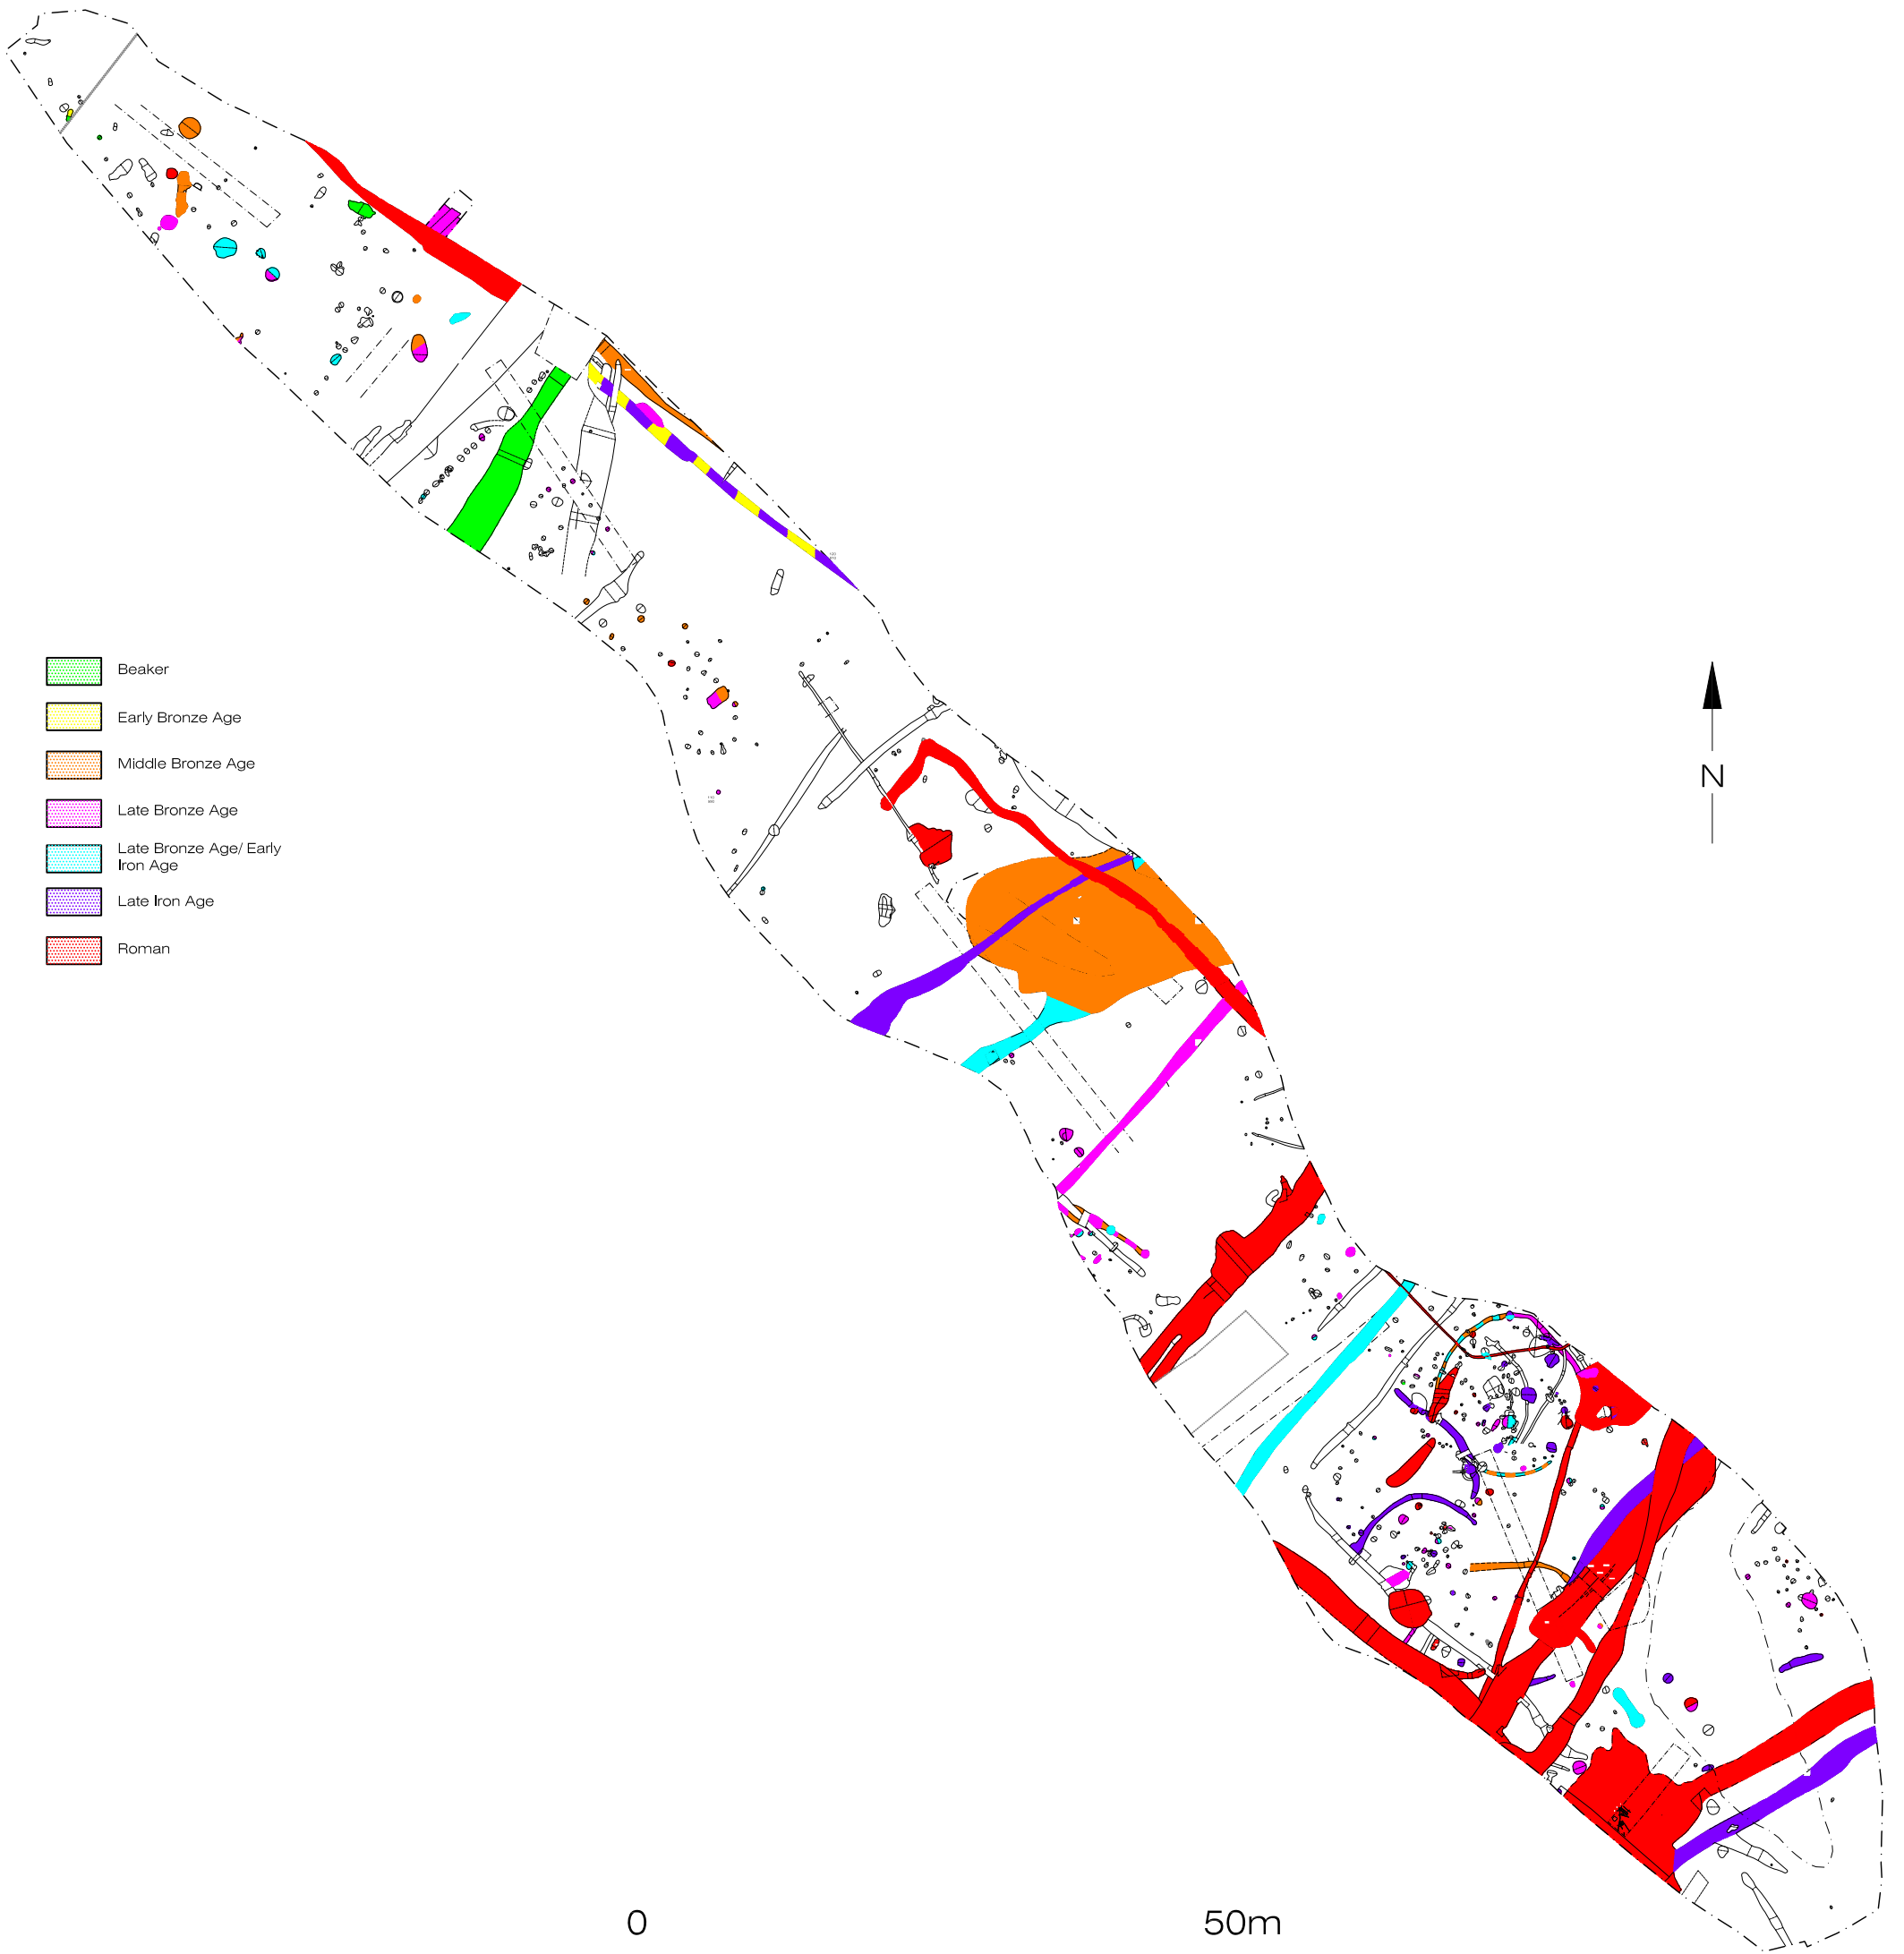 Beaker
Early Bronze Age
Middle Bronze Age
Late Bronze Age
Late Bronze Age/ Early
Iron Age
Late Iron Age
Roman
N
0
50m